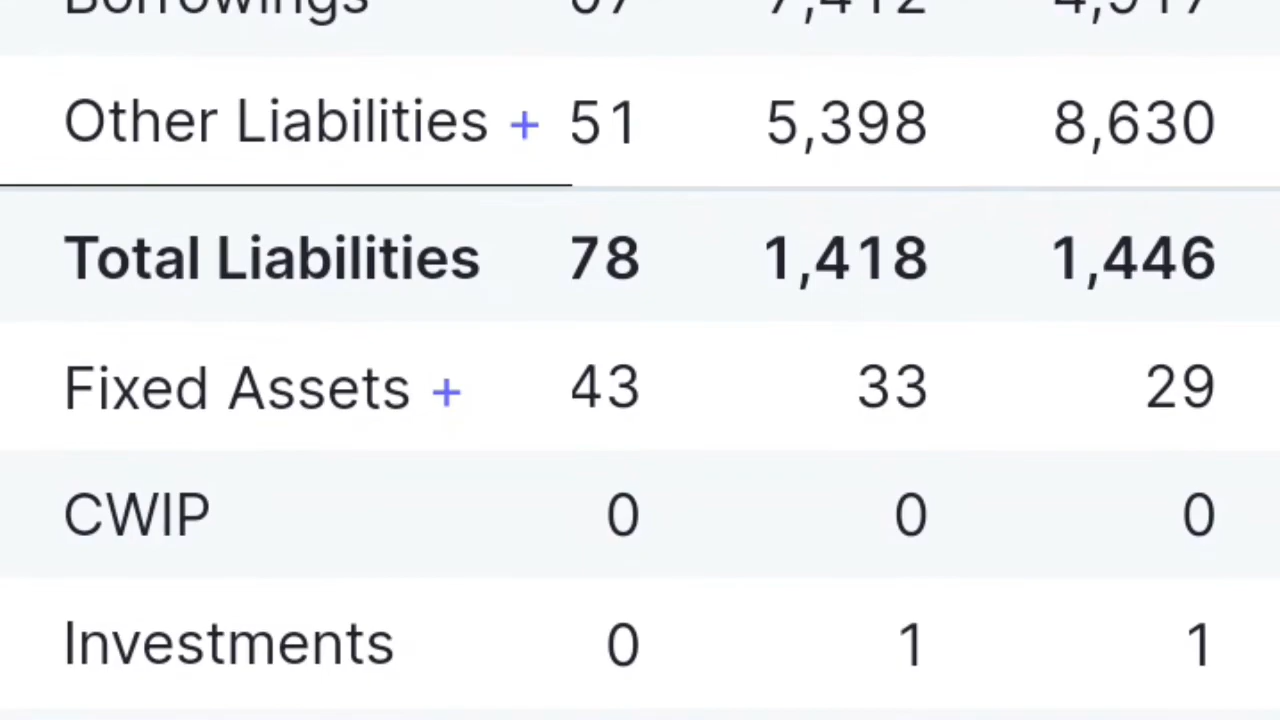 Borrowings
Other Liabilities + 51 5,398 8,630
Total Liabilities 78 1,418 1,446
Fixed Assets + 43 33 29
CWIP 0 0 0
Investments 0 1 1